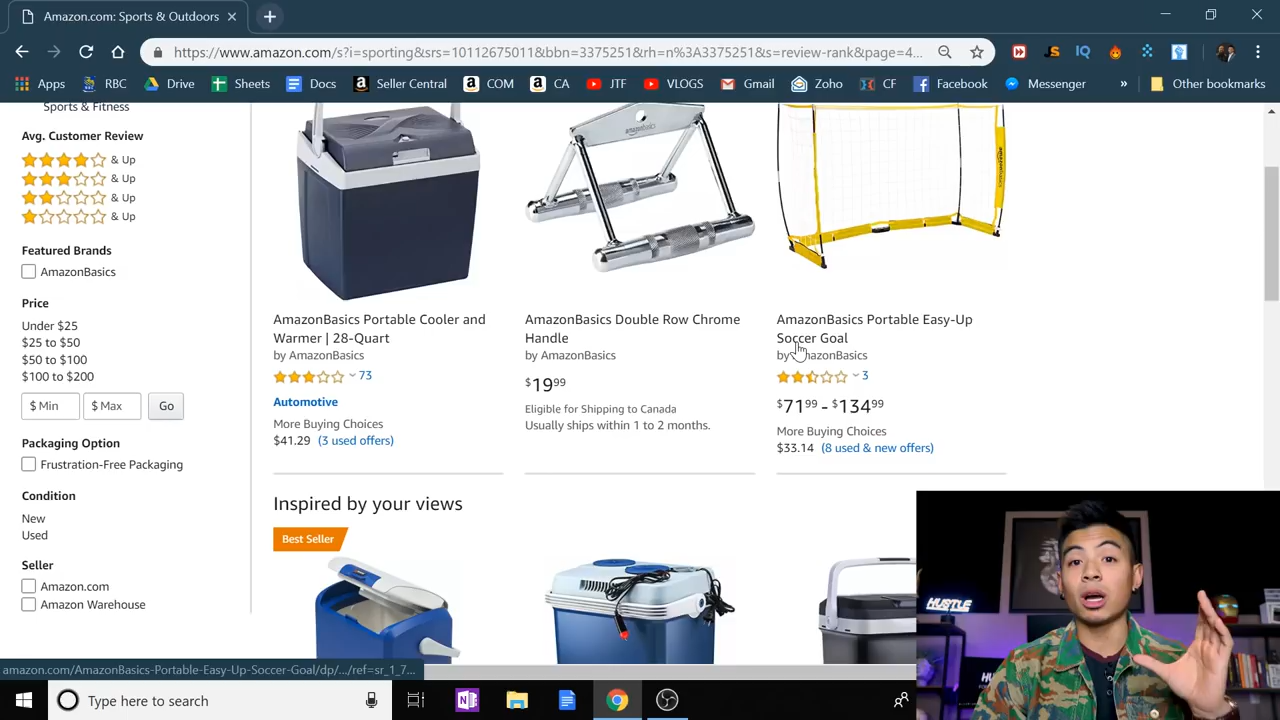 Amazon.com: Sports & Outdoors
https://www.amazon.com/s?i=sporting&srs=10112675011&bbn=3375251&rh=n%3A3375251&s=review-rank&page=4...
Apps
RBC
Drive
Sheets
Docs
Seller Central
COM
CA
JTF
VLOGS
Gmail
Zoho
CF
Facebook
Messenger
»
Other bookmarks
Sports & Fitness
Avg. Customer Review
& Up
& Up
& Up
& Up
Featured Brands
AmazonBasics
Price
Under $25
$25 to $50
$50 to $100
$100 to $200
$ Min
$ Max
Go
Packaging Option
Frustration-Free Packaging
Condition
New
Used
Seller
Amazon.com
Amazon Warehouse
amazonbasics
AmazonBasics Portable Cooler and
Warmer | 28-Quart
by AmazonBasics
73
Automotive
More Buying Choices
$41.29 (3 used offers)
AmazonBasics Double Row Chrome
Handle
by AmazonBasics
$19.99
Eligible for Shipping to Canada
Usually ships within 1 to 2 months.
AmazonBasics Portable Easy-Up
Soccer Goal
by AmazonBasics
3
$71.99 - $134.99
More Buying Choices
$33.14 (8 used & new offers)
Inspired by your views
Best Seller
HUSTLE
amazon.com/AmazonBasics-Portable-Easy-Up-Soccer-Goal/dp/.../ref=sr_1_7...
Type here to search